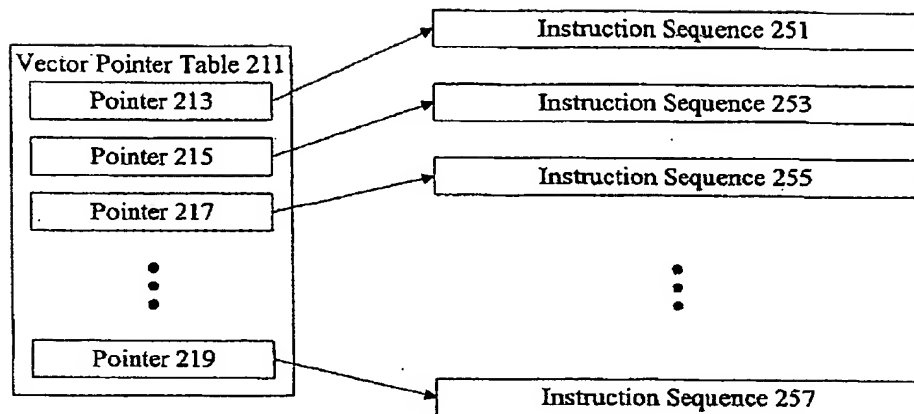 Instruction Sequence 251
Vector Pointer Table 211
Pointer 213
Instruction Sequence 253
Pointer 215
Instruction Sequence 255
Pointer 217
Pointer 219
Instruction Sequence 257